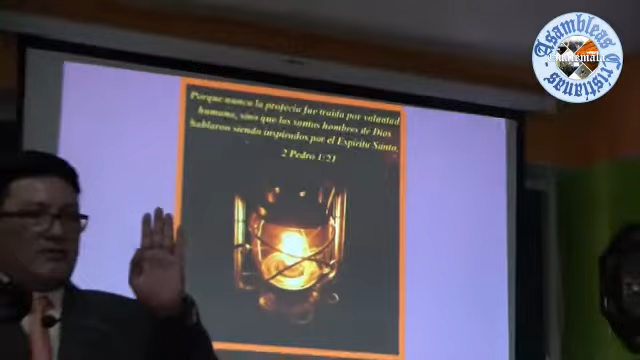 Asambleas
Guatemala
Cristianas
Porque nunca la profecía fue traída por voluntad
humana, sino que los santos hombres de Dios
hablaron siendo inspirados por el Espíritu Santo.
2 Pedro 1:21